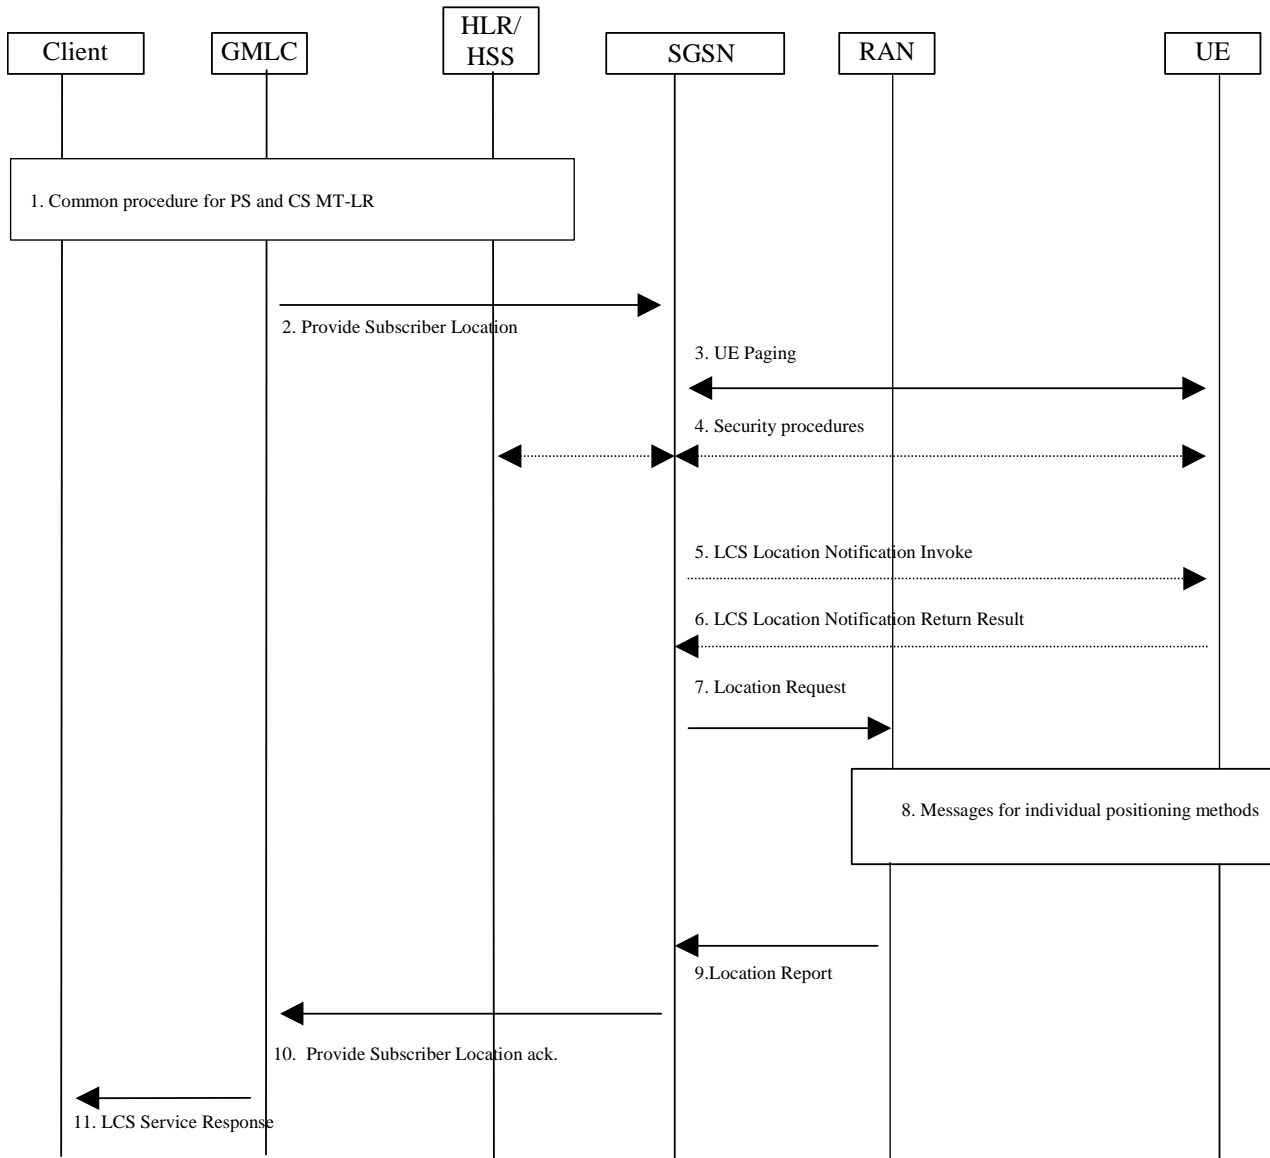 Client
GMLC
HLR/
HSS
SGSN
RAN
UE
1. Common procedure for PS and CS MT-LR
2. Provide Subscriber Location
3. UE Paging
4. Security procedures
5. LCS Location Notification Invoke
6. LCS Location Notification Return Result
7. Location Request
8. Messages for individual positioning methods
9.Location Report
10. Provide Subscriber Location ack.
11. LCS Service Response